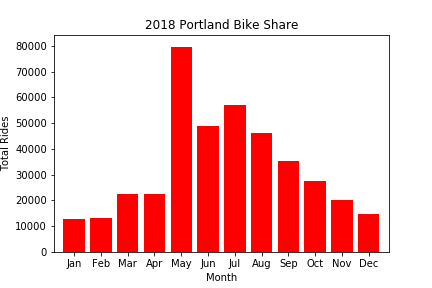 2018 Portland Bike Share
80000
70000
60000
50000
40000
30000
20000
10000
0
Total Rides
Jan Feb Mar Apr May Jun Jul Aug Sep Oct Nov Dec
Month